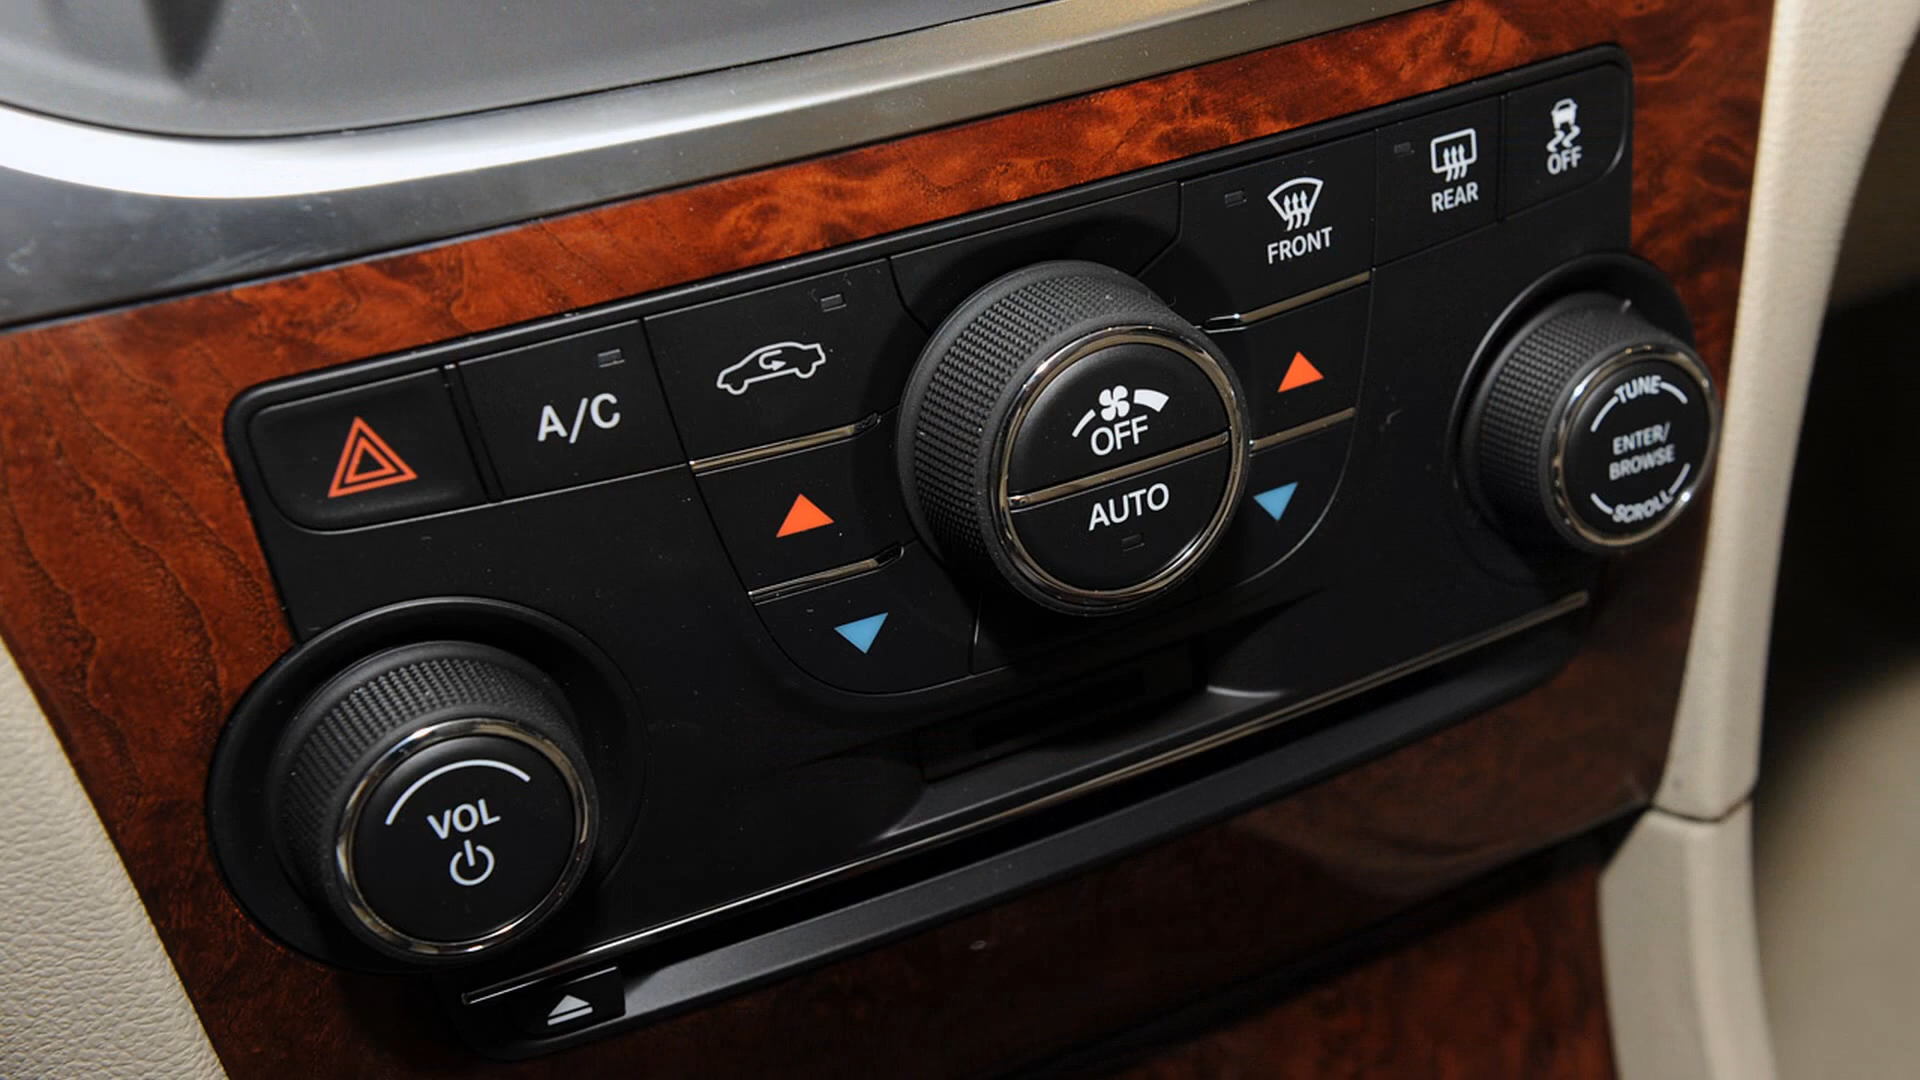 OFF
REAR
FRONT
A/C
OFF
AUTO
TUNE
ENTER/
BROWSE
SCROLL
VOL